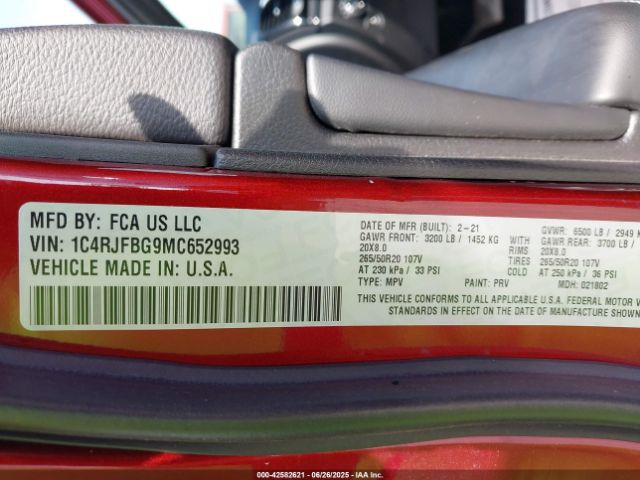 MFD BY: FCA US LLC
VIN: 1C4RJFBG9MC652993
VEHICLE MADE IN: U.S.A.
DATE OF MFR (BUILT): 2-21
GVWR: 6500 LB / 2949 K
GAWR FRONT: 3200 LB / 1452 KG
WITH
GAWR REAR: 3700 LB /
20X8.0
RIMS
20X8.0
265/50R20 107V
TIRES
265/50R20 107V
AT 230 kPa / 33 PSI
COLD
AT 250 kPa / 36 PSI
TYPE: MPV
PAINT: PRV
MDH: 021802
THIS VEHICLE CONFORMS TO ALL APPLICABLE U.S.A. FEDERAL MOTOR VEHI
STANDARDS IN EFFECT ON THE DATE OF MANUFACTURE SHOW
000-42582621 - 06/26/2025 - IAAI.COM